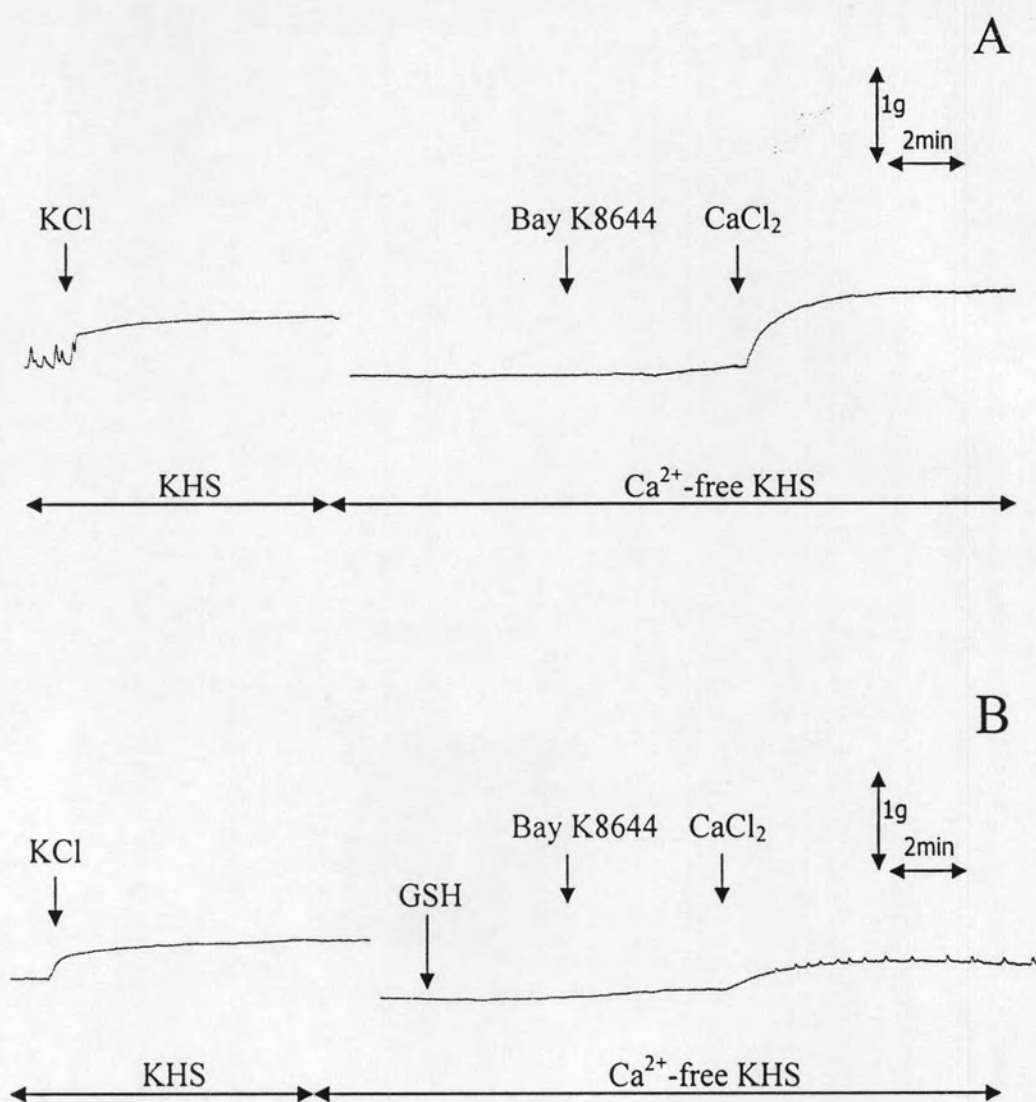 A
1g
2min
KCl
Bay K8644
CaCl₂
KHS
Ca²⁺-free KHS
B
1g
2min
Bay K8644
CaCl₂
KCl
GSH
KHS
Ca²⁺-free KHS